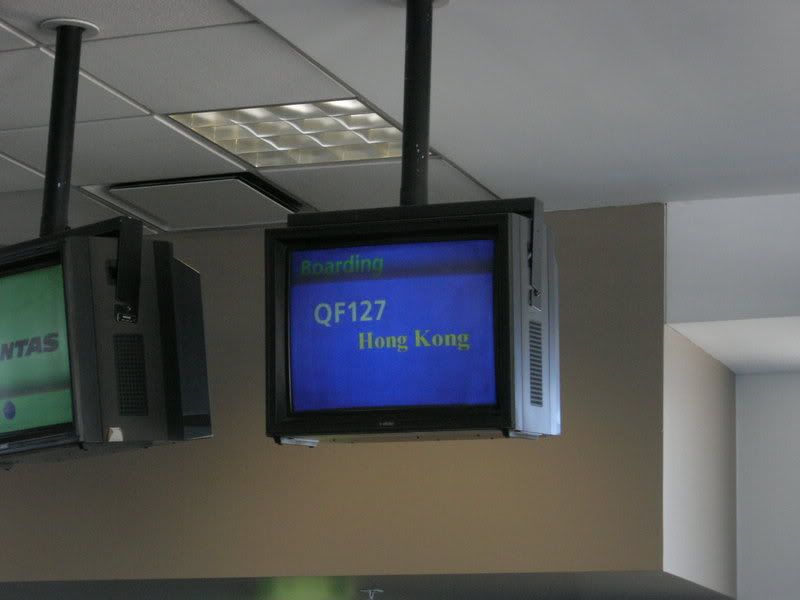 NTAS
Boarding
QF127
Hong Kong